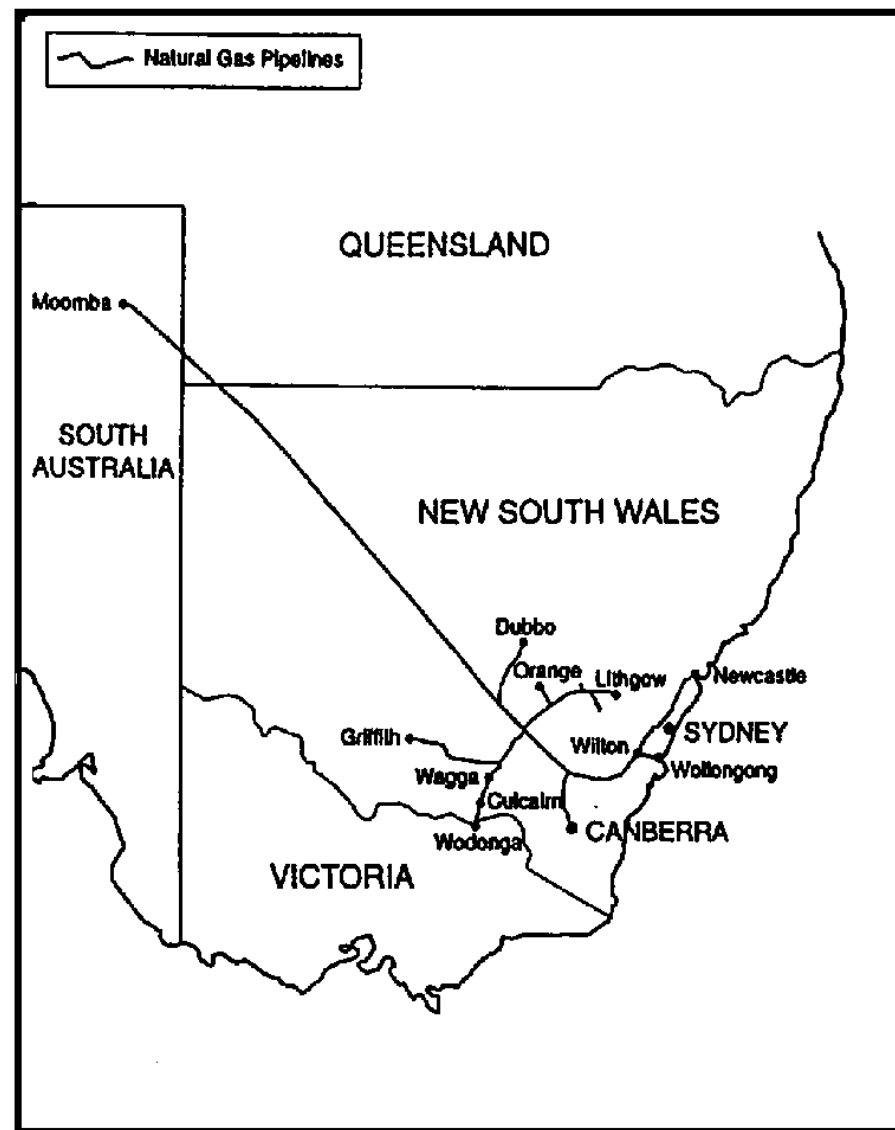 Natural Gas Pipelines
QUEENSLAND
Moomba
SOUTH
AUSTRALIA
NEW SOUTH WALES
Dubbo
Orange
Lithgow
Newcastle
Griffith
SYDNEY
Wilton
Wollongong
Wagga
Culcairn
CANBERRA
Wodonga
VICTORIA